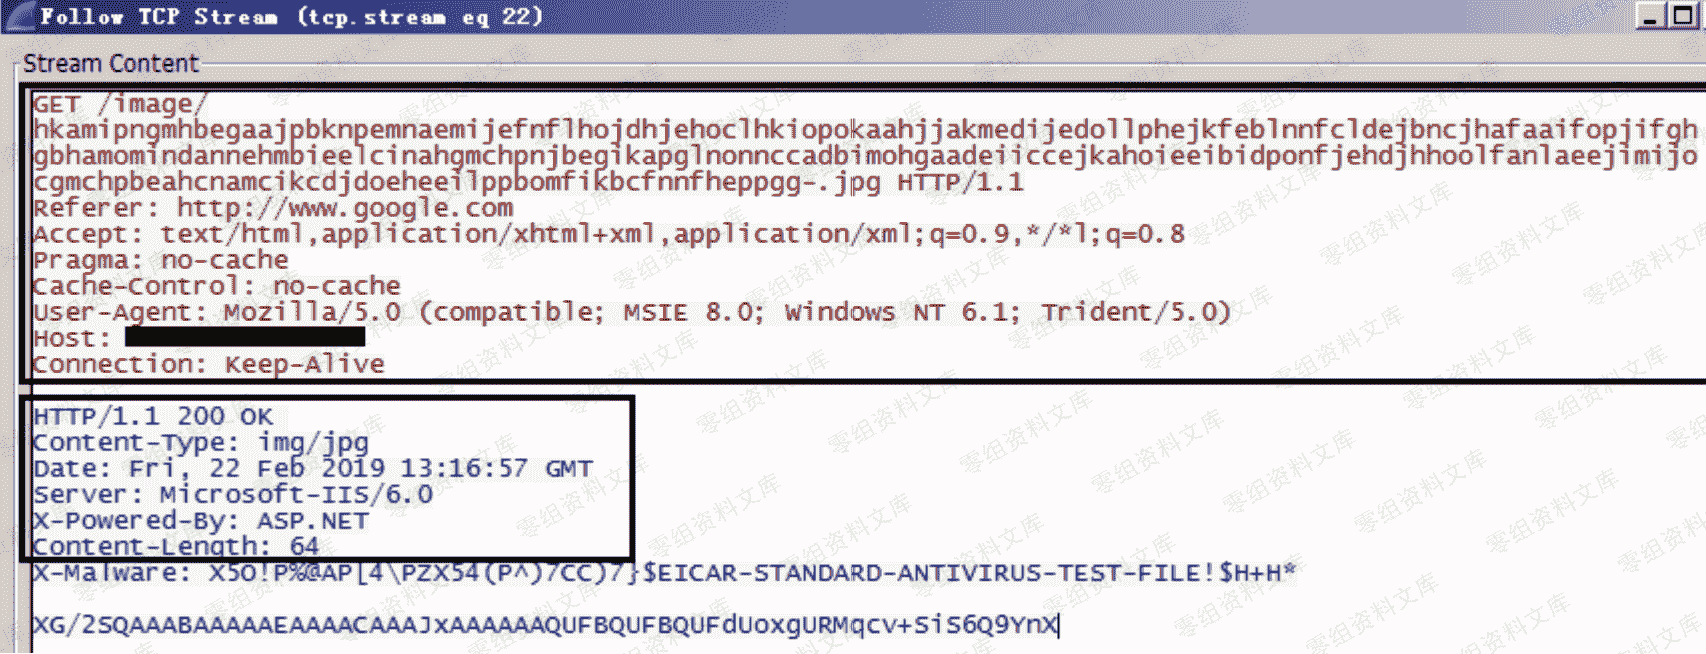 Follow TCP Stream (tcp.stream eq 22)
Stream Content
GET /image/
hkamipngmhbegaajpbknpemnaemijefnflhojdhjehoclhkiopokaahjjakmedijedollphejkfeblnnfcldejbncjhafaaifopjifgh
gbhamomindannehmbieelcinahgmchpnjbegikapglnonnccadbimohgaadeiiccejkahoieeibidponfjehdjhhoolfanlaeejimijo
cgmchpbeahcnamcikcdjdoeheeilppbomfikbcfnnfheppgg-.jpg HTTP/1.1
Referer: http://www.google.com
Accept: text/html,application/xhtml+xml,application/xml;q=0.9,*/*l;q=0.8
Pragma: no-cache
Cache-Control: no-cache
User-Agent: Mozilla/5.0 (compatible; MSIE 8.0; Windows NT 6.1; Trident/5.0)
Host:
Connection: Keep-Alive
HTTP/1.1 200 OK
Content-Type: img/jpg
Date: Fri, 22 Feb 2019 13:16:57 GMT
Server: Microsoft-IIS/6.0
X-Powered-By: ASP.NET
Content-Length: 64
X-Malware: X5O!P%@AP[4\PZX54(P^)7CC)7}$EICAR-STANDARD-ANTIVIRUS-TEST-FILE!$H+H*
XG/2SQAAABAAAAAEAAAACAAAJxAAAAAAQUFBQUFBQUFdUoxgURMqcv+SiS6Q9YnX
零组资料文库